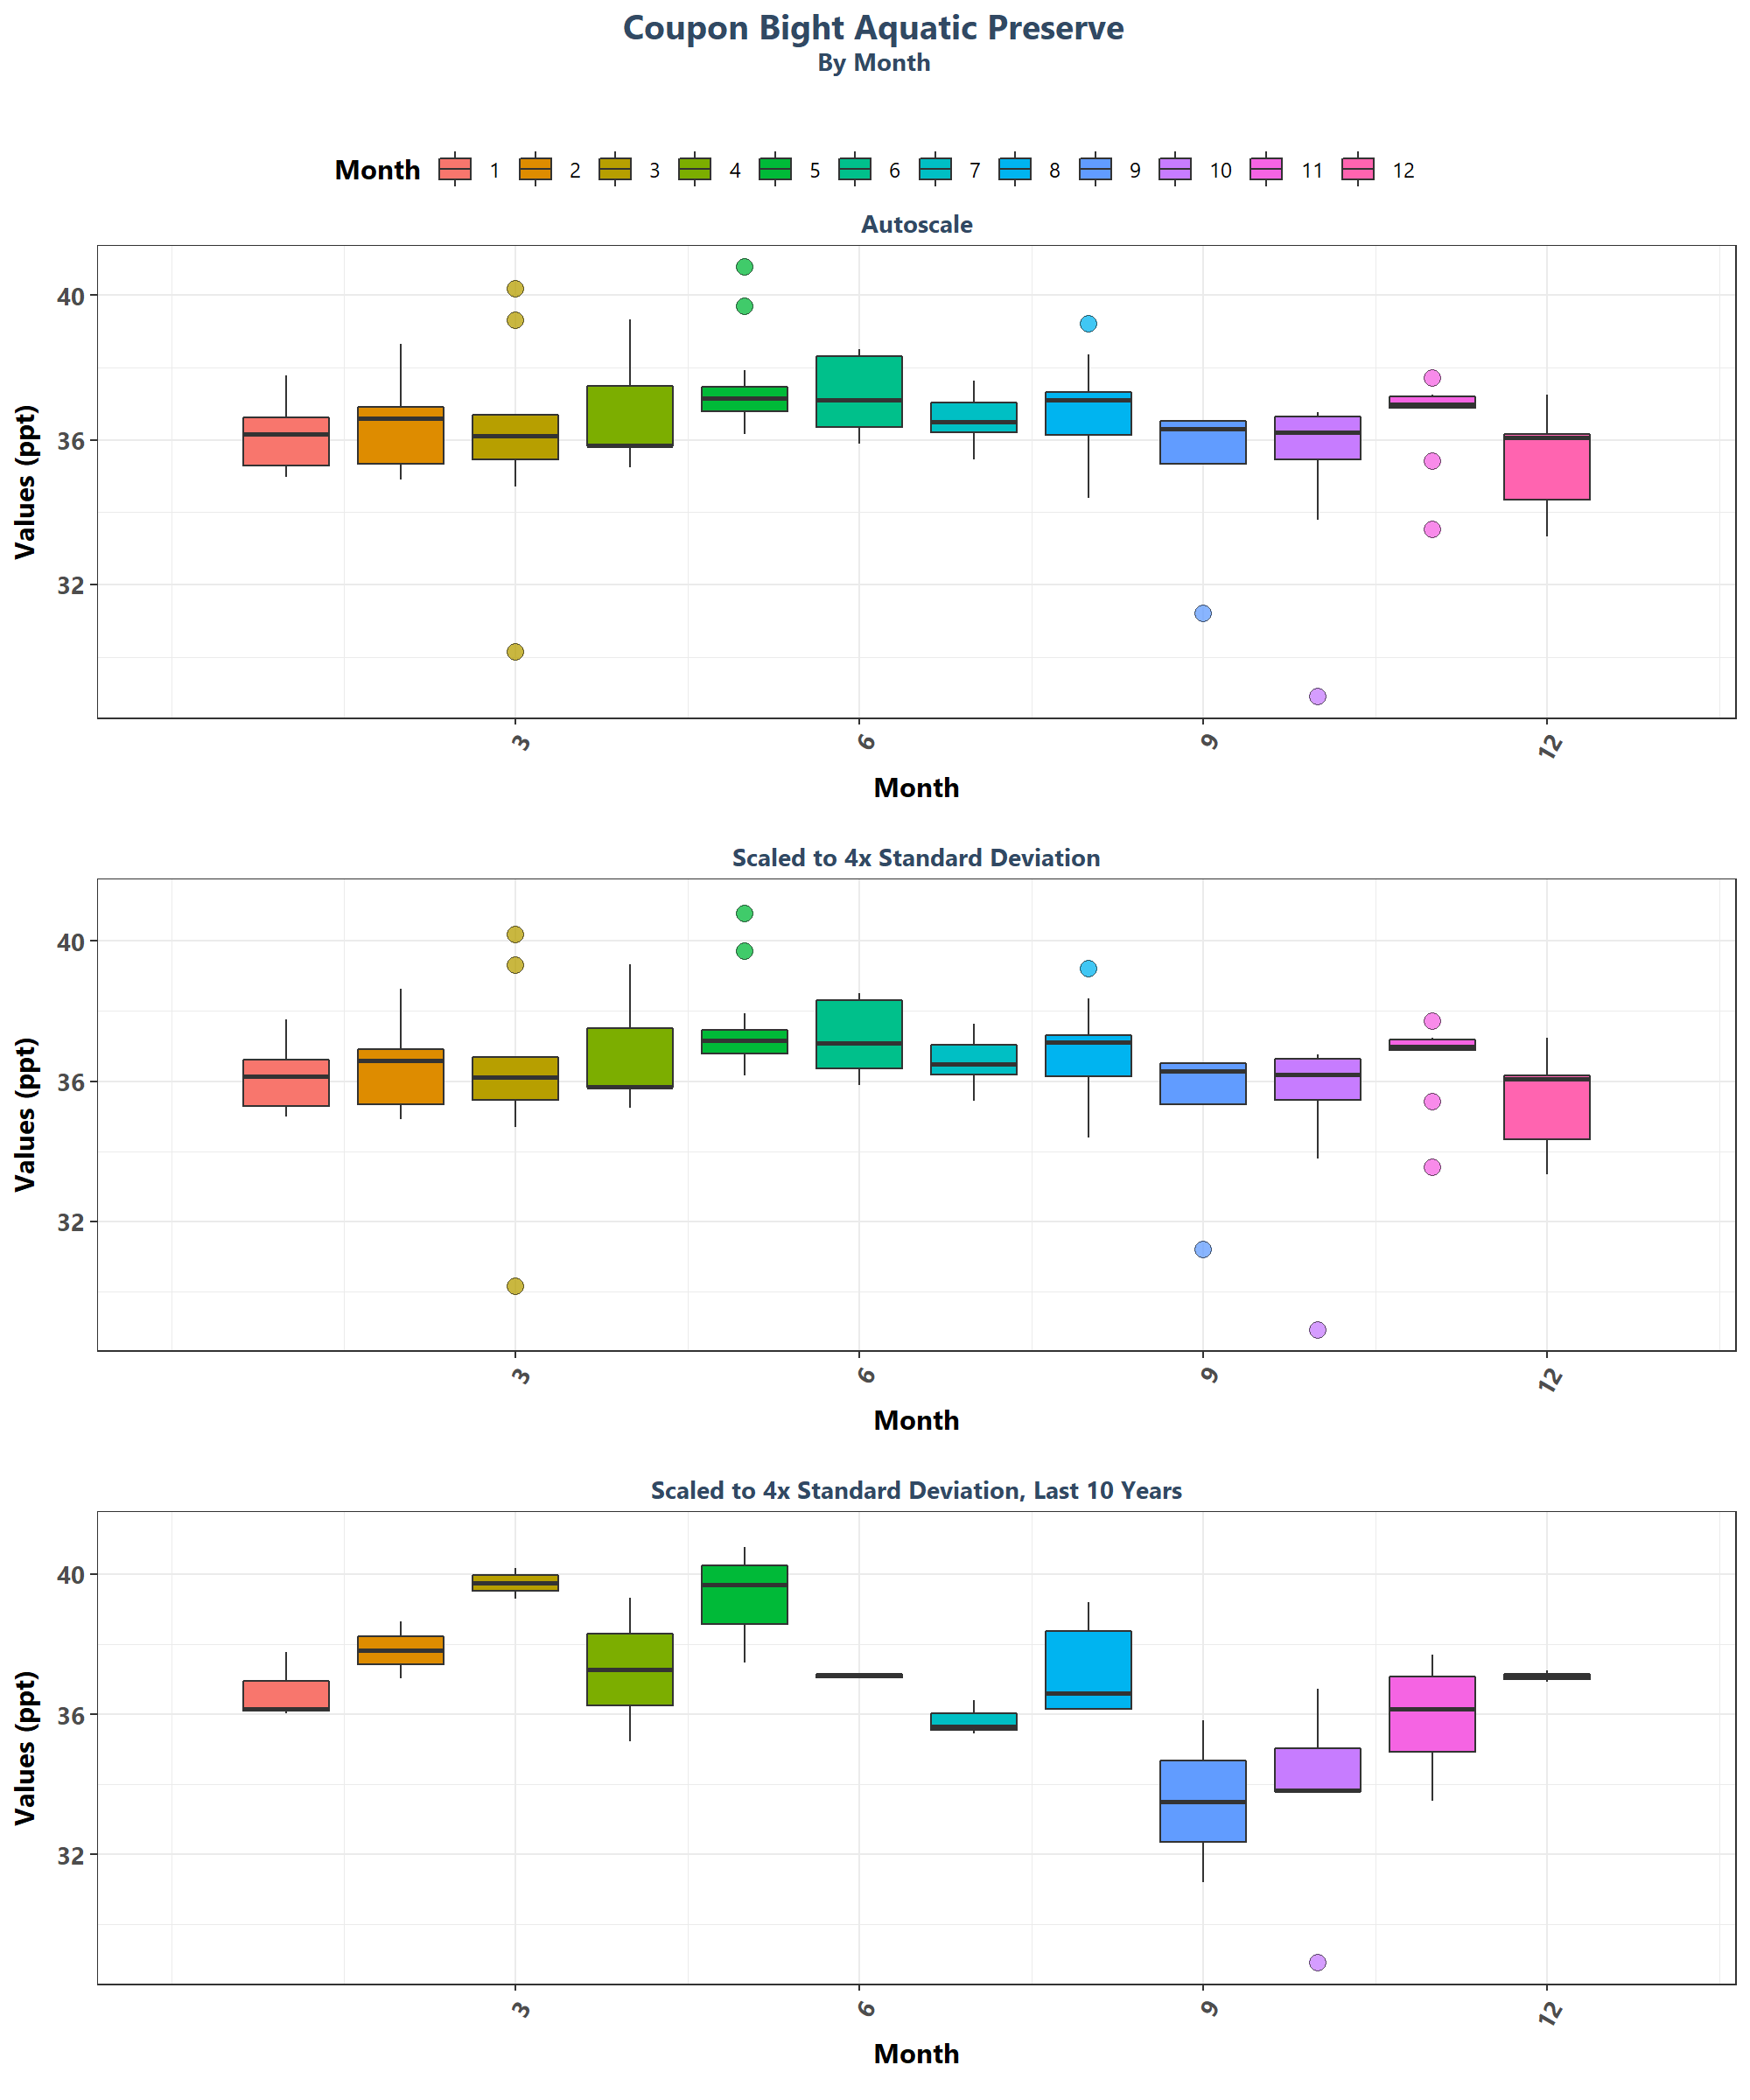 Coupon Bight Aquatic Preserve
By Month
Month 1 2 3 4 5 6 7 8 9 10 11 12
Autoscale
Values (ppt)
40
36
32
3 6 9 12
Month
Scaled to 4x Standard Deviation
Values (ppt)
40
36
32
3 6 9 12
Month
Scaled to 4x Standard Deviation, Last 10 Years
Values (ppt)
40
36
32
3 6 9 12
Month